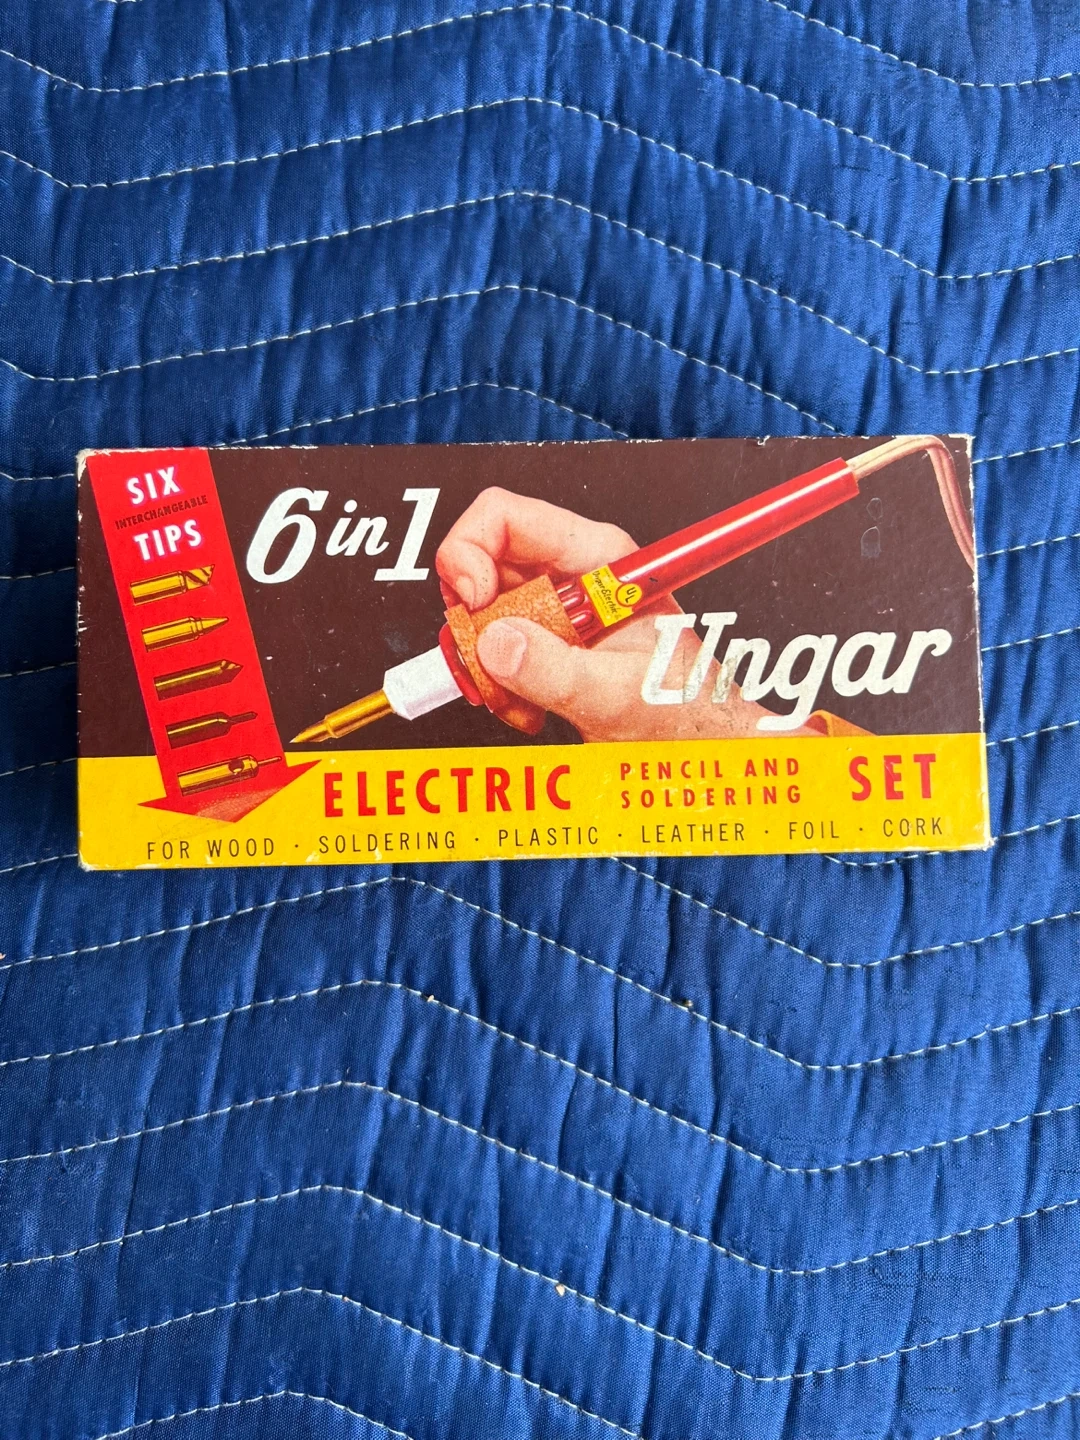 SIX
INTERCHANGEABLE
TIPS
6 in 1
UL
Ungar
ELECTRIC PENCIL AND SOLDERING SET
FOR WOOD · SOLDERING · PLASTIC · LEATHER · FOIL · CORK